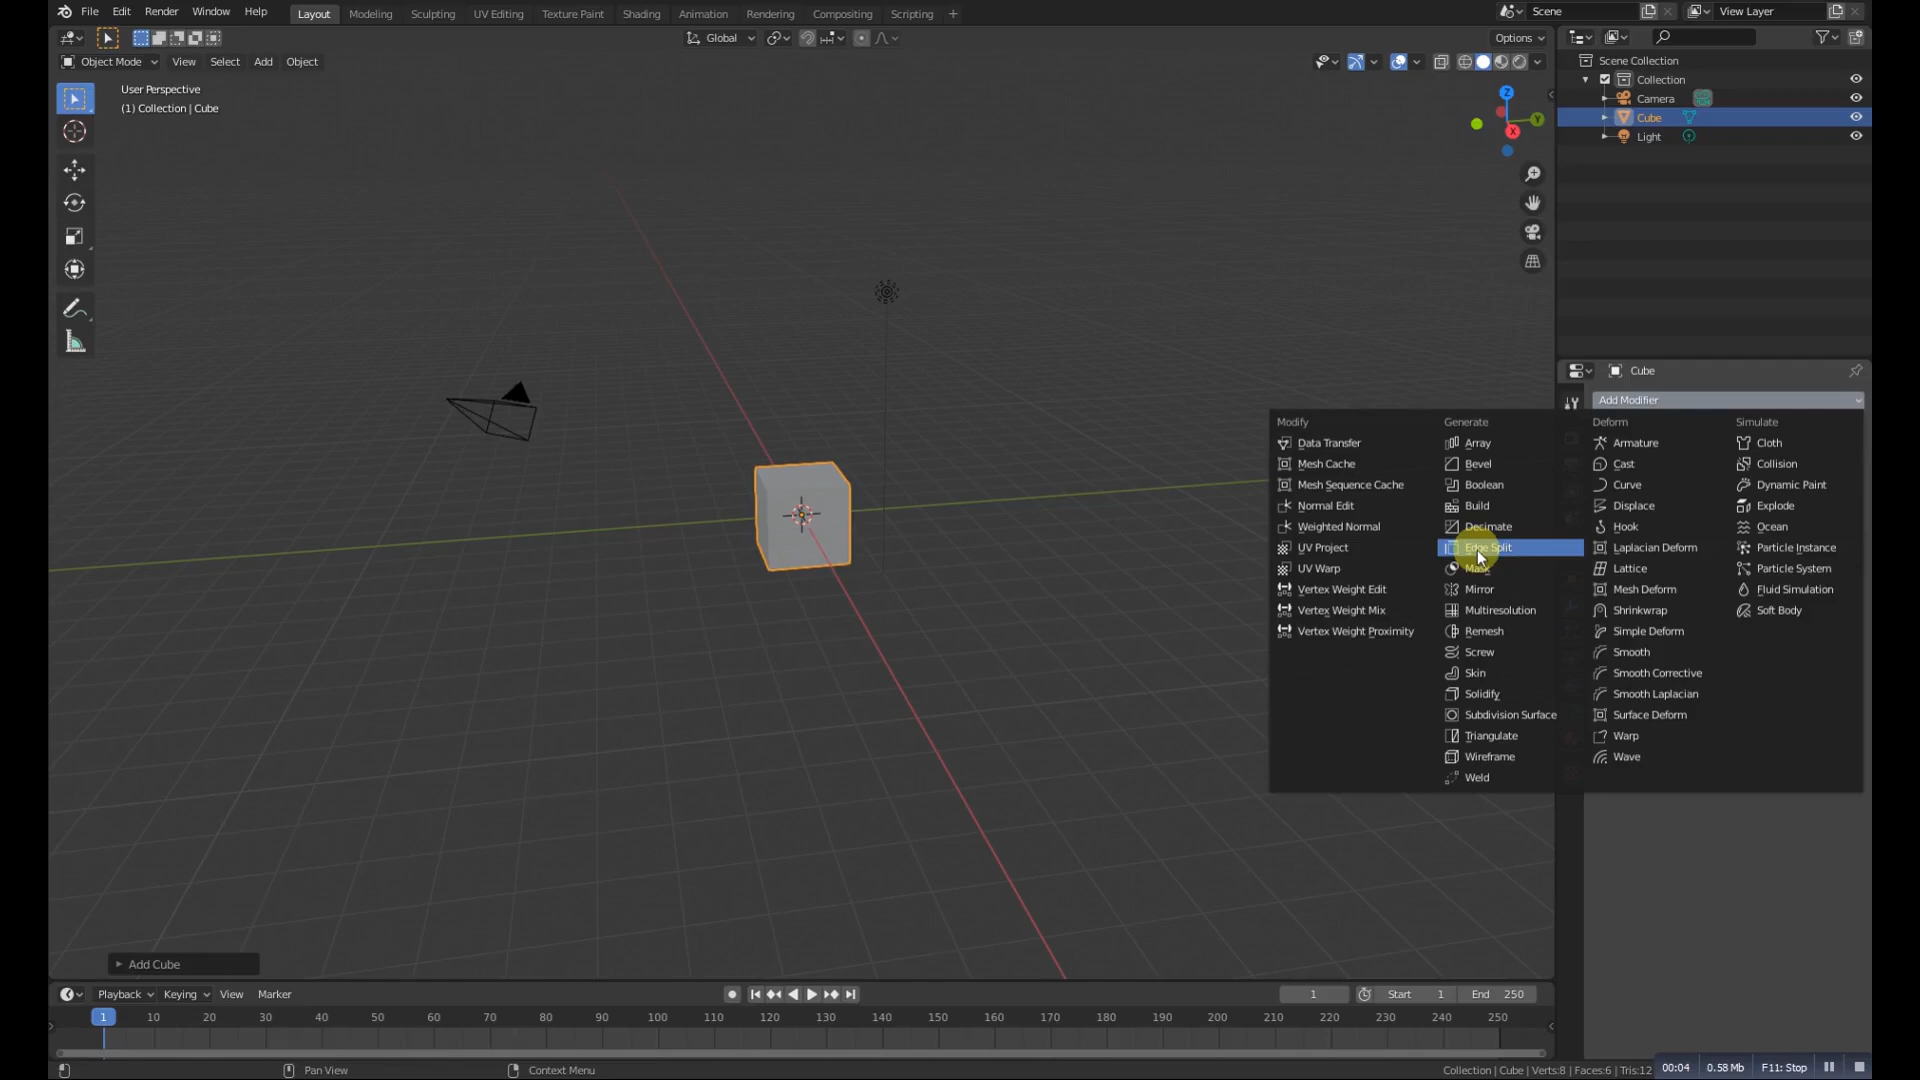 File Edit Render Window Help Layout Modeling Sculpting UV Editing Texture Paint Shading Animation Rendering Compositing Scripting + Scene View Layer
Global Options
Object Mode View Select Add Object
User Perspective
(1) Collection | Cube
Z
Y
X
Scene Collection
Collection
Camera
Cube
Light
Cube
Add Modifier
Modify
Data Transfer
Mesh Cache
Mesh Sequence Cache
Normal Edit
Weighted Normal
UV Project
UV Warp
Vertex Weight Edit
Vertex Weight Mix
Vertex Weight Proximity
Generate
Array
Bevel
Boolean
Build
Decimate
Edge Split
Mask
Mirror
Multiresolution
Remesh
Screw
Skin
Solidify
Subdivision Surface
Triangulate
Wireframe
Weld
Deform
Armature
Cast
Curve
Displace
Hook
Laplacian Deform
Lattice
Mesh Deform
Shrinkwrap
Simple Deform
Smooth
Smooth Corrective
Smooth Laplacian
Surface Deform
Warp
Wave
Simulate
Cloth
Collision
Dynamic Paint
Explode
Ocean
Particle Instance
Particle System
Fluid Simulation
Soft Body
Add Cube
Playback Keying View Marker 1 Start 1 End 250
1 10 20 30 40 50 60 70 80 90 100 110 120 130 140 150 160 170 180 190 200 210 220 230 240 250
Pan View Context Menu Collection | Cube | Verts:8 | Faces:6 | Tris:12 00:04 0.58 Mb F11: Stop